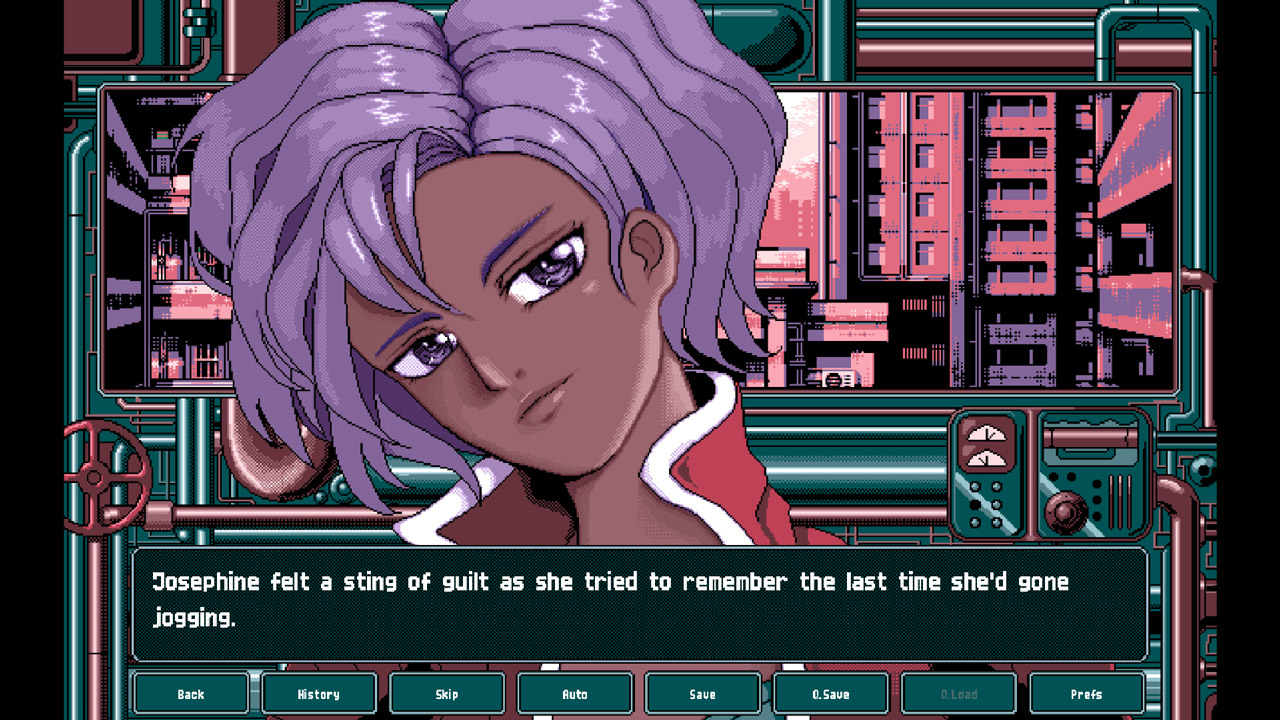 Josephine felt a sting of guilt as she tried to remember the last time she'd gone
jogging.
Back History Skip Auto Save Q.Save Q.Load Prefs